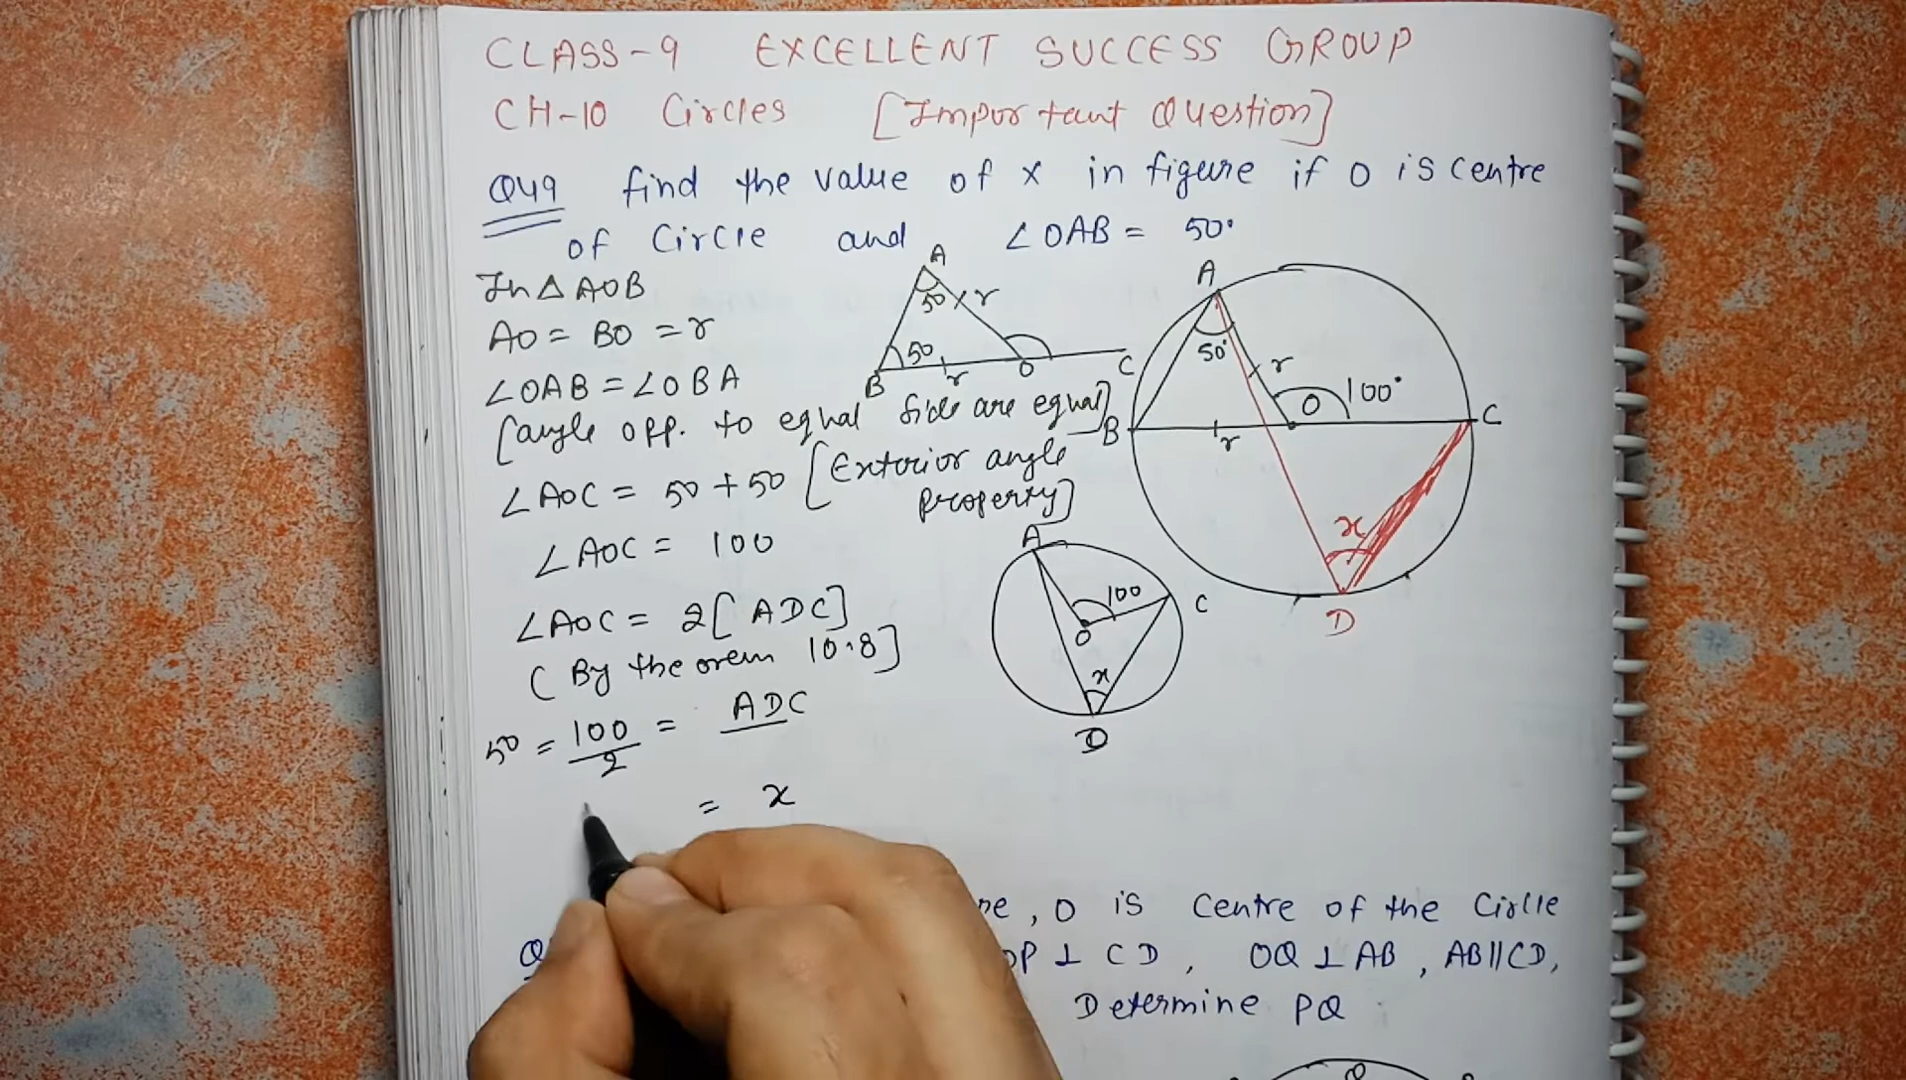 CLASS-9 EXCELLENT SUCCESS GROUP
CH-10 Circles [Important Question]
Q49 find the value of x in figure if O is centre
of Circle and ∠OAB = 50°
In △AOB
AO = BO = r
∠OAB = ∠OBA
[angle opp. to equal side are equal]
∠AOC = 50 + 50 [Exterior angle
property]
∠AOC = 100
∠AOC = 2[ADC]
( By theorem 10.8]
50 = 100/2 = ADC
= x
A
50 r
50
B r O C
A
50° r
O 100°
B r C
x
D
A
100 C
O
x
D
, O is Centre of the Circle
OP ⊥ CD, OQ ⊥ AB, AB||CD,
Determine PQ
Q